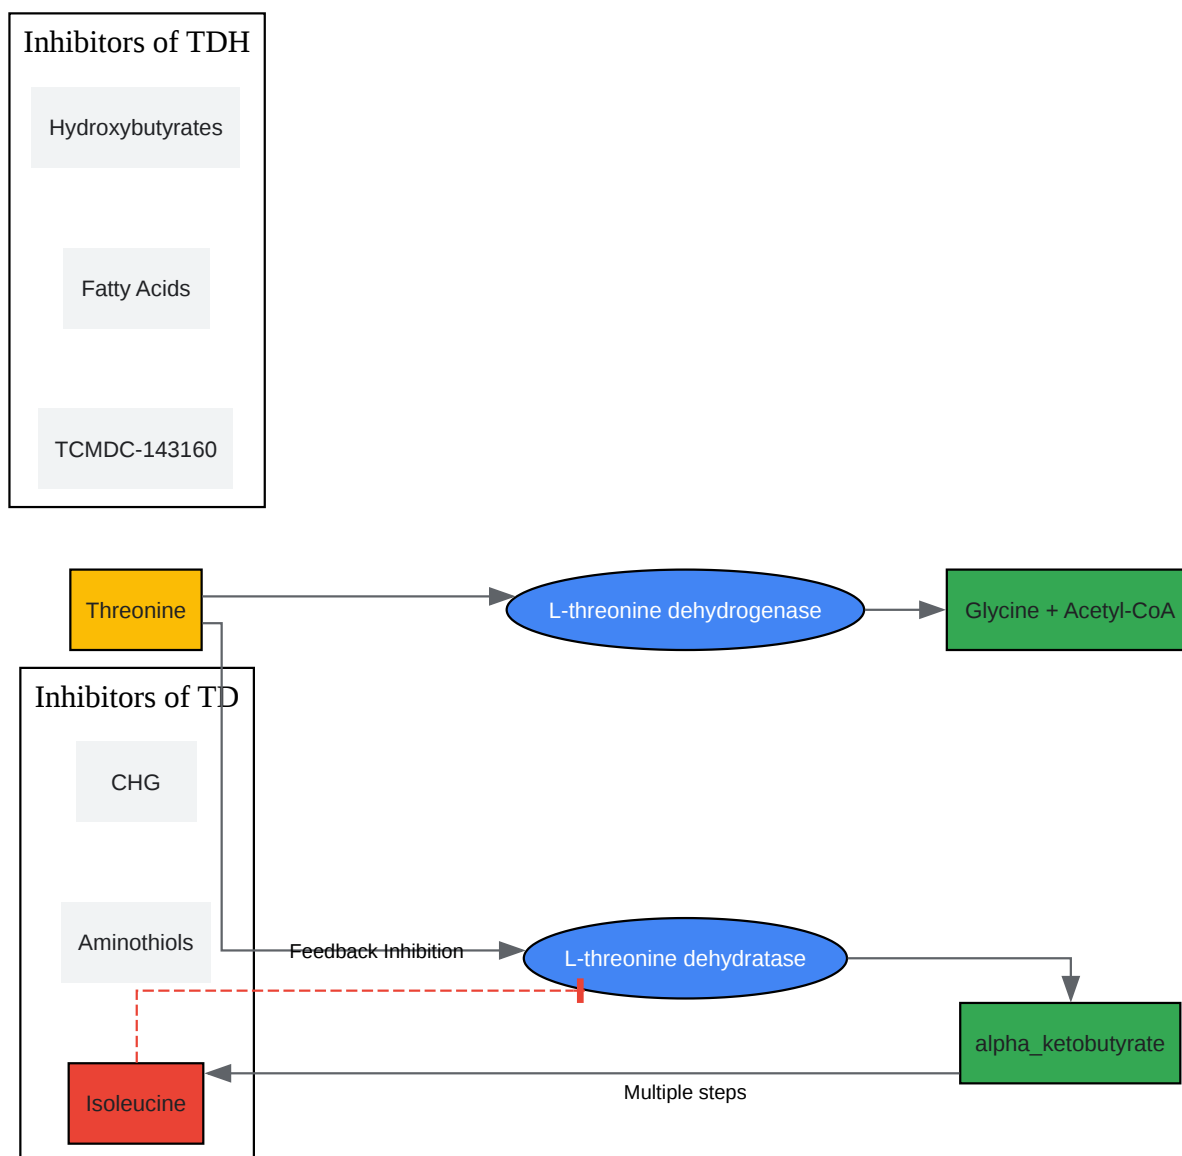 Inhibitors of TDH
Hydroxybutyrates
Fatty Acids
TCMDC-143160
Threonine
L-threonine dehydrogenase
Glycine + Acetyl-CoA
Inhibitors of TD
CHG
Aminothiols
Feedback Inhibition
L-threonine dehydratase
alpha_ketobutyrate
Multiple steps
Isoleucine